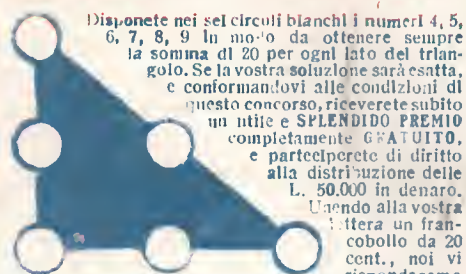 Disponete nei sei circoli bianchi i numeri 4, 5,
6, 7, 8, 9 in modo da ottenere sempre
la somma di 20 per ogni lato del trian-
golo. Se la vostra soluzione sarà esatta,
e conformandovi alle condizioni di
questo concorso, riceverete subito
un utile e SPLENDIDO PREMIO
completamente GRATUITO,
e parteciperete di diritto
alla distribuzione delle
L. 50.000 in denaro.
Unendo alla vostra
lettera un fran-
cobollo da 20
cent., noi vi